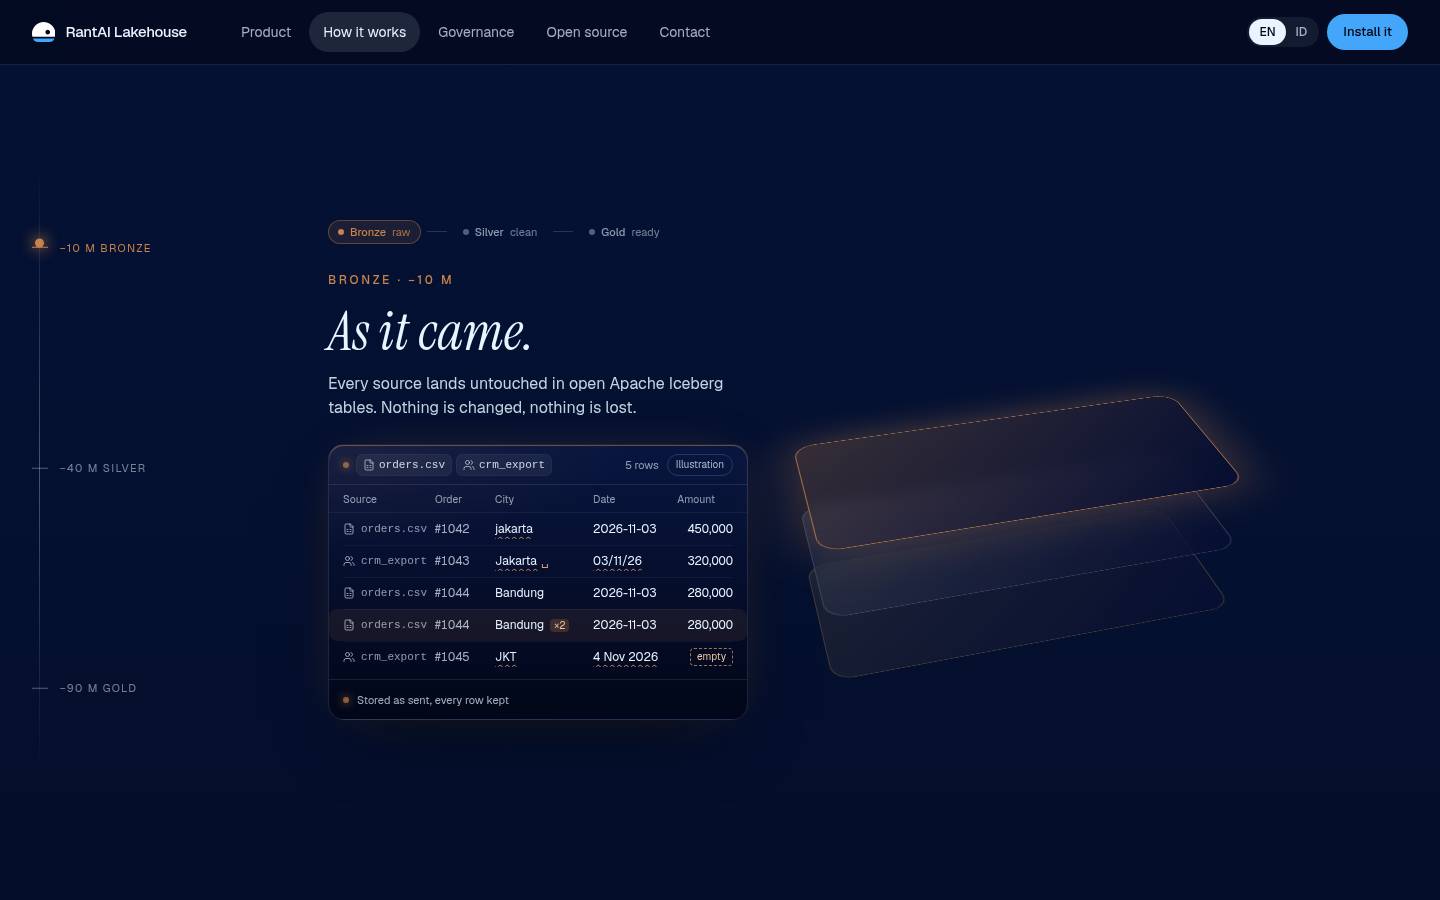 RantAI Lakehouse
Product
How it works
Governance
Open source
Contact
EN
ID
Install it
−10 M BRONZE
−40 M SILVER
−90 M GOLD
Bronze raw
Silver clean
Gold ready
BRONZE · −10 M
As it came.
Every source lands untouched in open Apache Iceberg
tables. Nothing is changed, nothing is lost.
orders.csv crm_export 5 rows Illustration
Source Order City Date Amount
orders.csv #1042 jakarta 2026-11-03 450,000
crm_export #1043 Jakarta ␣ 03/11/26 320,000
orders.csv #1044 Bandung 2026-11-03 280,000
orders.csv #1044 Bandung ×2 2026-11-03 280,000
crm_export #1045 JKT 4 Nov 2026 empty
Stored as sent, every row kept